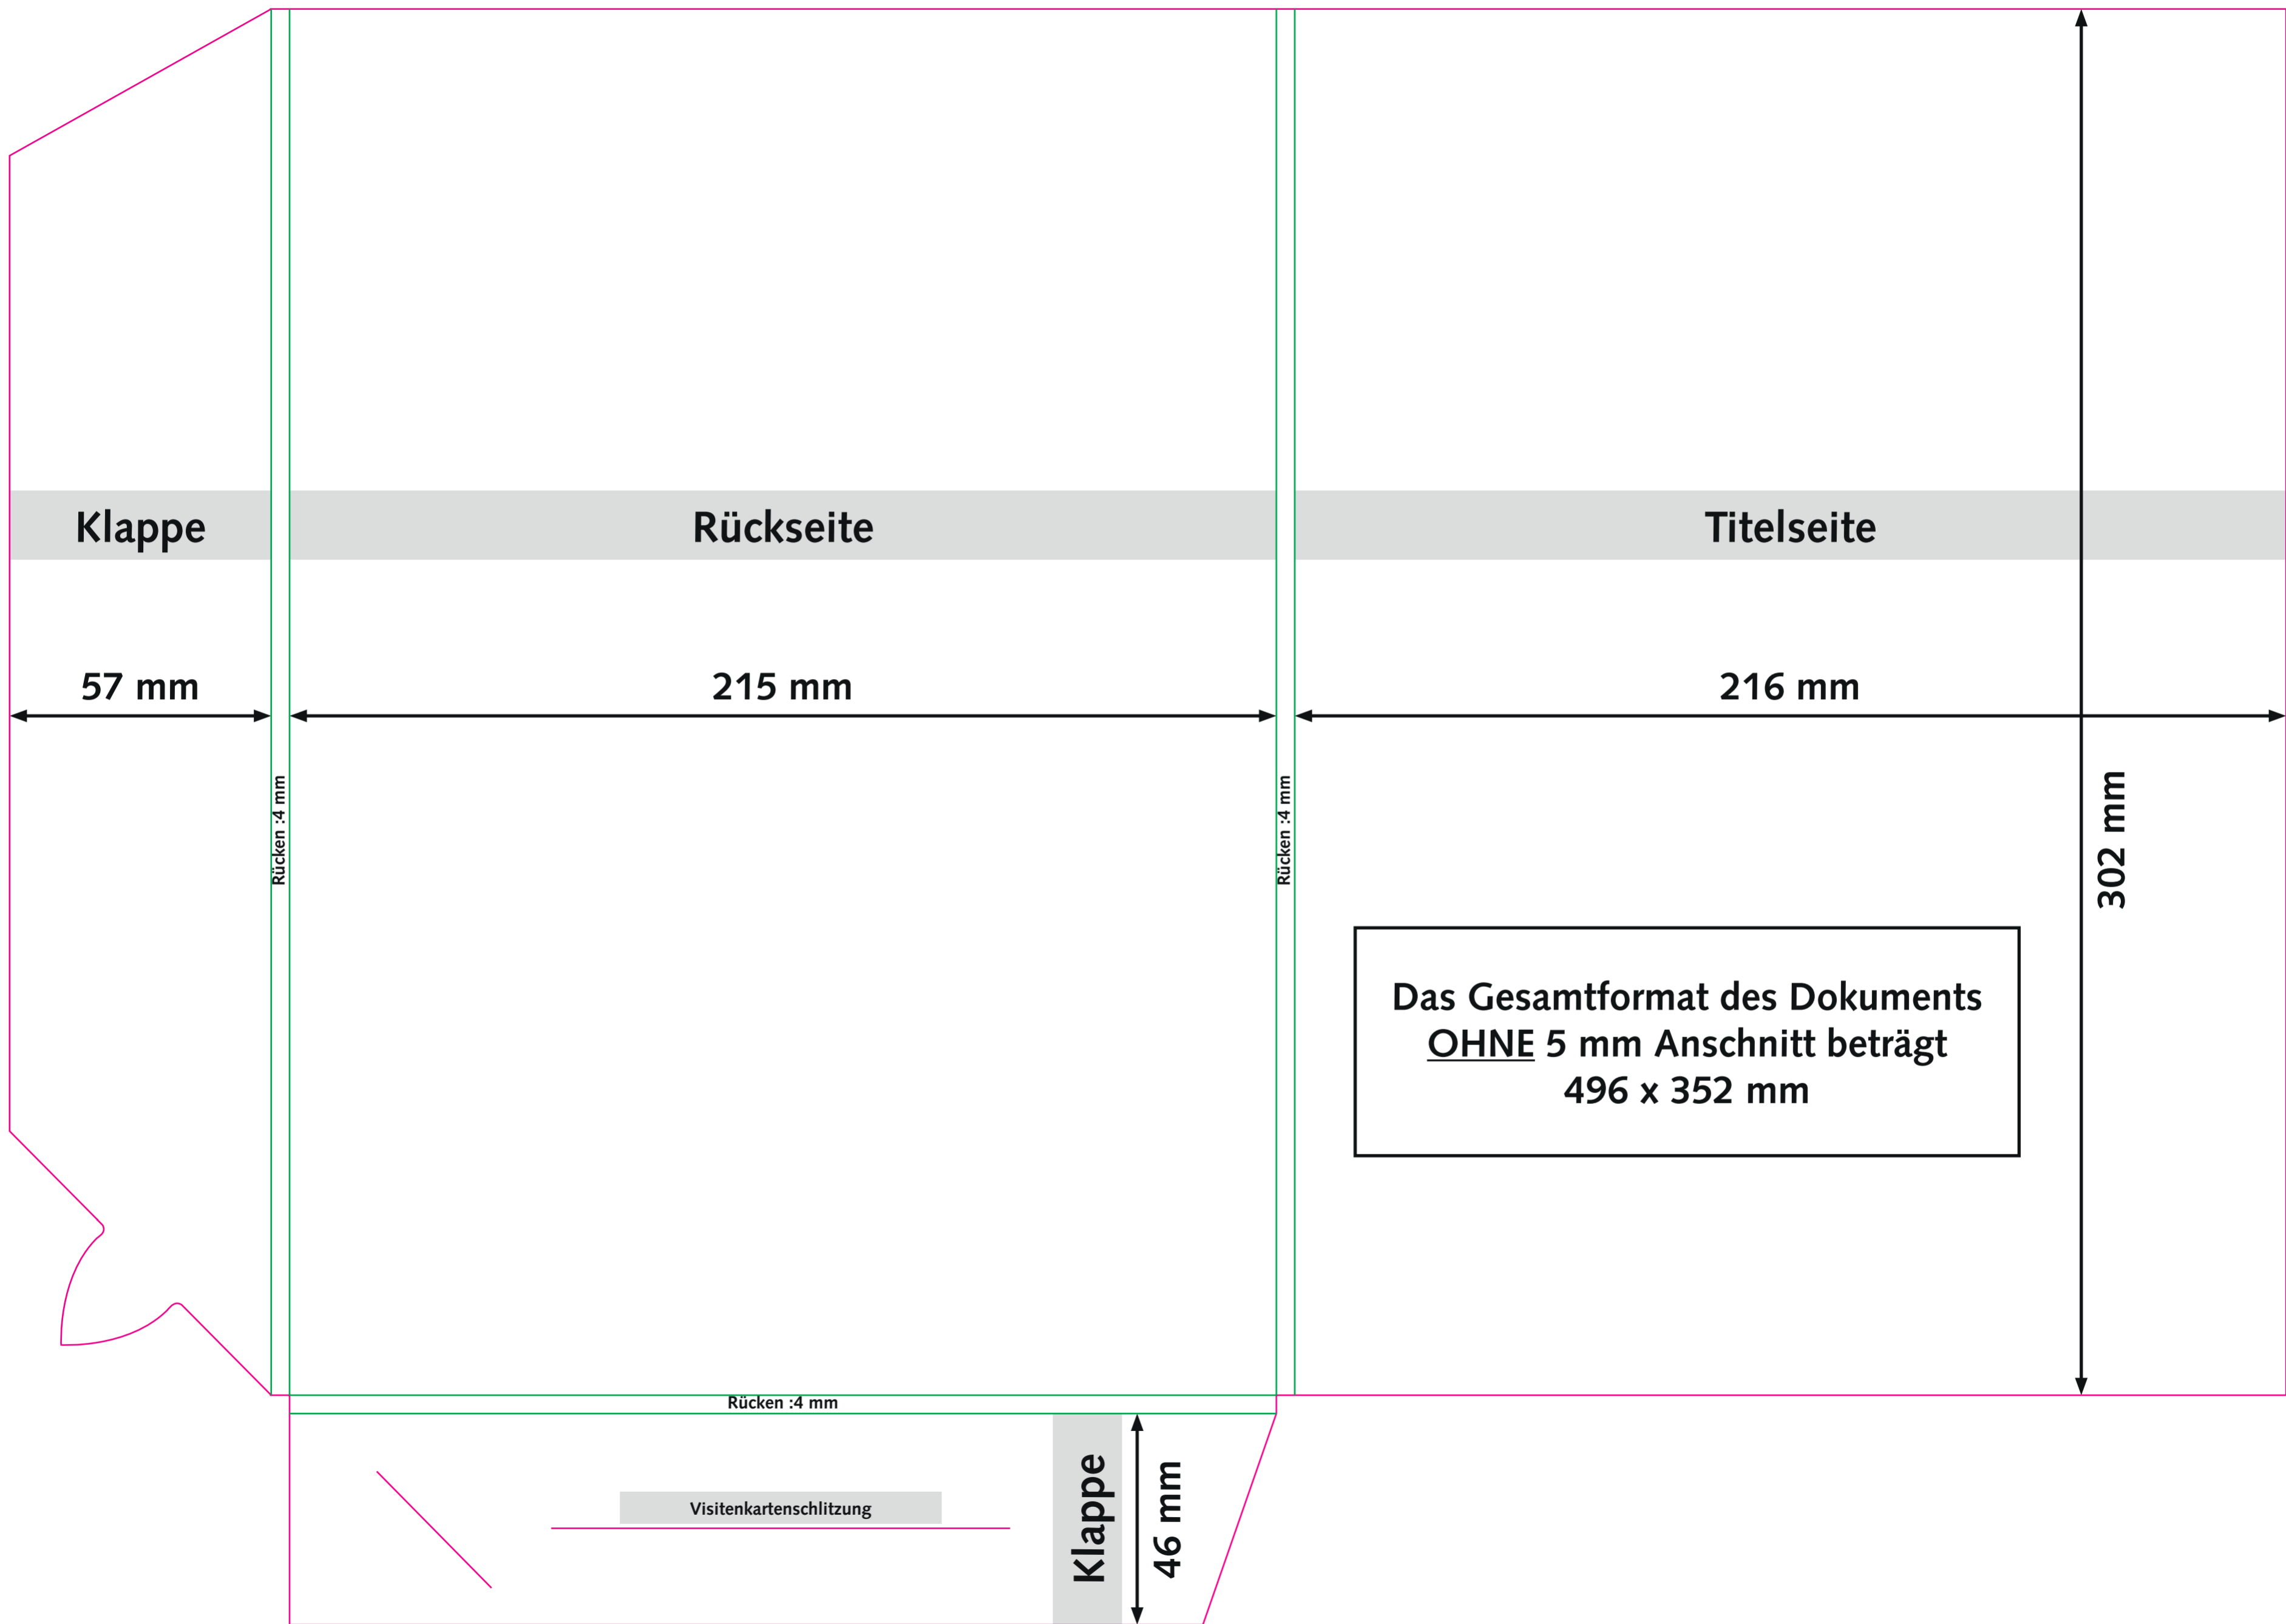 Klappe
Rückseite
Titelseite
57 mm
215 mm
216 mm
Rücken :4 mm
Rücken :4 mm
302 mm
Das Gesamtformat des Dokuments
OHNE 5 mm Anschnitt beträgt
496 x 352 mm
Rücken :4 mm
Visitenkartenschlitzung
Klappe
46 mm